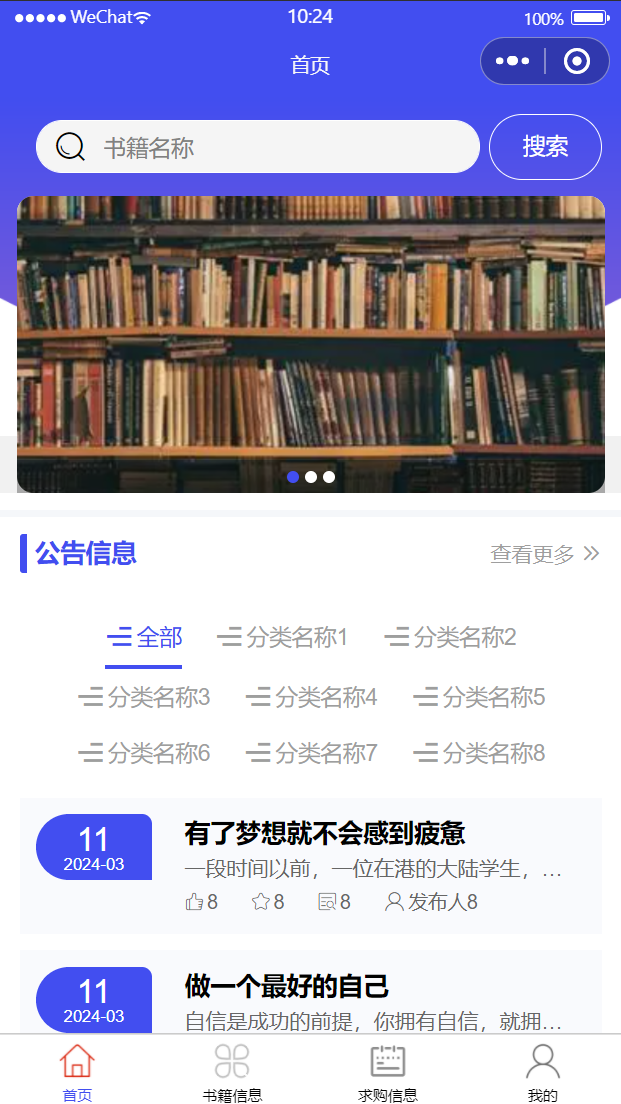 WeChat 10:24 100%
首页
书籍名称 搜索
公告信息 查看更多
全部 分类名称1 分类名称2
分类名称3 分类名称4 分类名称5
分类名称6 分类名称7 分类名称8
11
2024-03
有了梦想就不会感到疲惫
一段时间以前，一位在港的大陆学生，...
8 8 8 发布人8
11
2024-03
做一个最好的自己
自信是成功的前提，你拥有自信，就拥...
首页 书籍信息 求购信息 我的